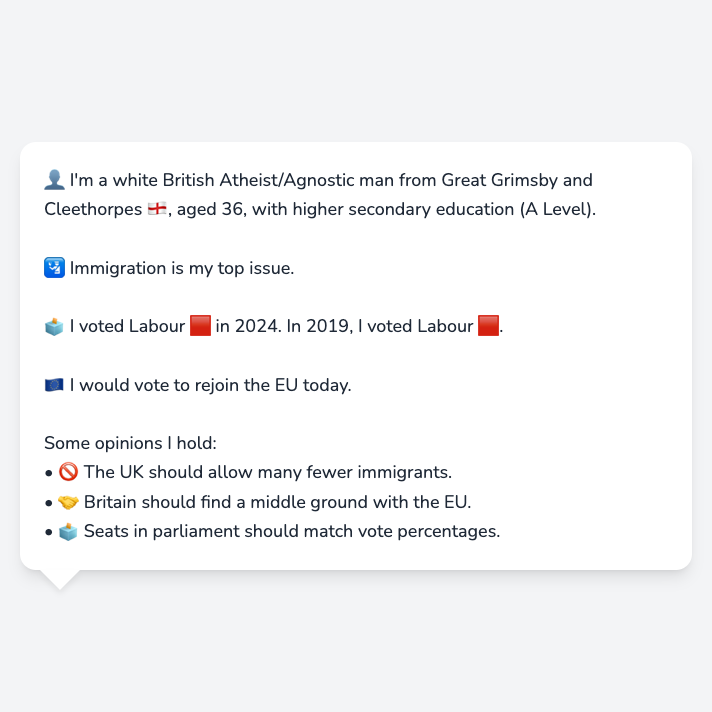 👤 I'm a white British Atheist/Agnostic man from Great Grimsby and
Cleethorpes 🏴󠁧󠁢󠁥󠁮󠁧󠁿, aged 36, with higher secondary education (A Level).
🛂 Immigration is my top issue.
🗳️ I voted Labour 🟥 in 2024. In 2019, I voted Labour 🟥.
🇪🇺 I would vote to rejoin the EU today.
Some opinions I hold:
• 🚫 The UK should allow many fewer immigrants.
• 🤝 Britain should find a middle ground with the EU.
• 🗳️ Seats in parliament should match vote percentages.